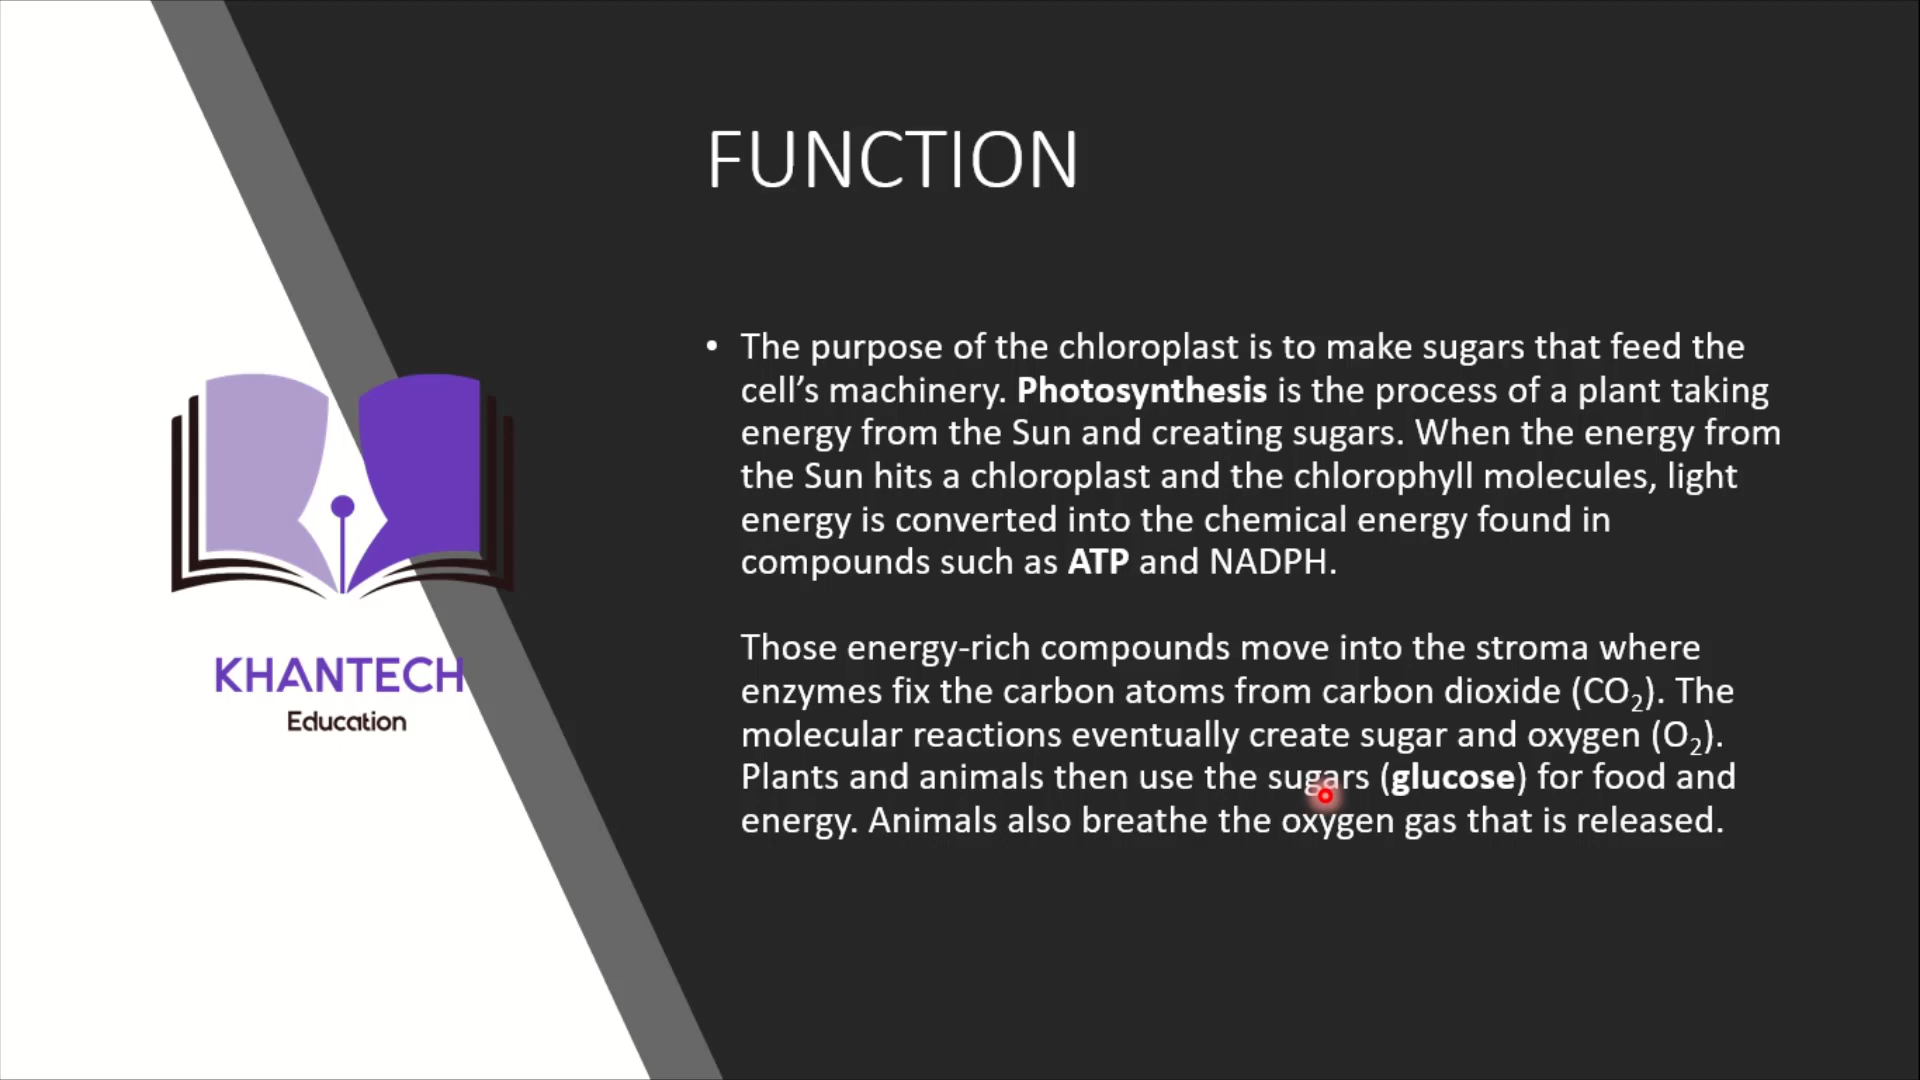 FUNCTION
• The purpose of the chloroplast is to make sugars that feed the
cell’s machinery. Photosynthesis is the process of a plant taking
energy from the Sun and creating sugars. When the energy from
the Sun hits a chloroplast and the chlorophyll molecules, light
energy is converted into the chemical energy found in
compounds such as ATP and NADPH.
Those energy-rich compounds move into the stroma where
enzymes fix the carbon atoms from carbon dioxide (CO₂). The
molecular reactions eventually create sugar and oxygen (O₂).
Plants and animals then use the sugars (glucose) for food and
energy. Animals also breathe the oxygen gas that is released.
KHANTECH
Education